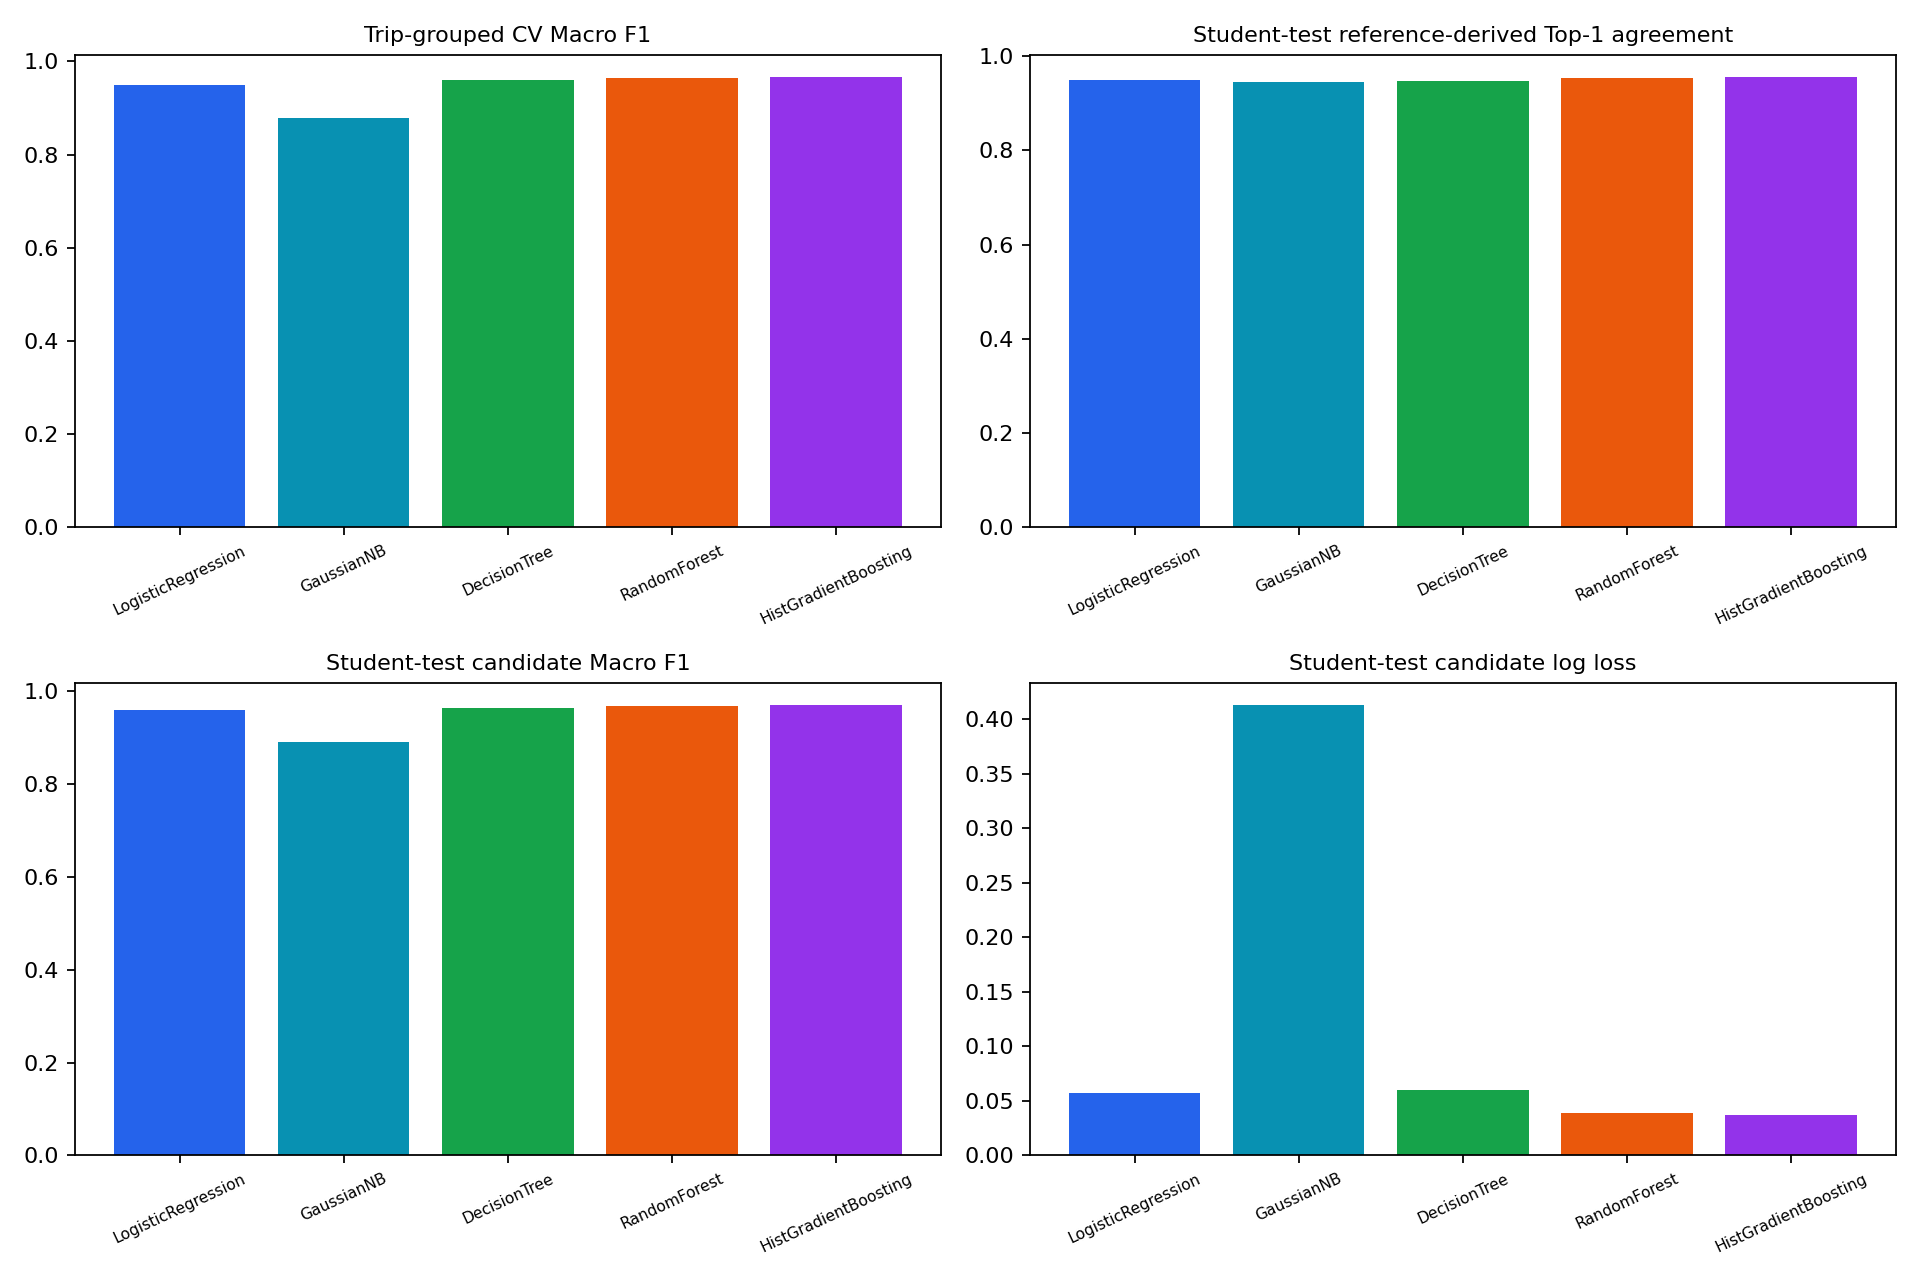 Trip-grouped CV Macro F1
1.0
0.8
0.6
0.4
0.2
0.0
LogisticRegression
GaussianNB
DecisionTree
RandomForest
HistGradientBoosting
Student-test reference-derived Top-1 agreement
1.0
0.8
0.6
0.4
0.2
0.0
LogisticRegression
GaussianNB
DecisionTree
RandomForest
HistGradientBoosting
Student-test candidate Macro F1
1.0
0.8
0.6
0.4
0.2
0.0
LogisticRegression
GaussianNB
DecisionTree
RandomForest
HistGradientBoosting
Student-test candidate log loss
0.40
0.35
0.30
0.25
0.20
0.15
0.10
0.05
0.00
LogisticRegression
GaussianNB
DecisionTree
RandomForest
HistGradientBoosting